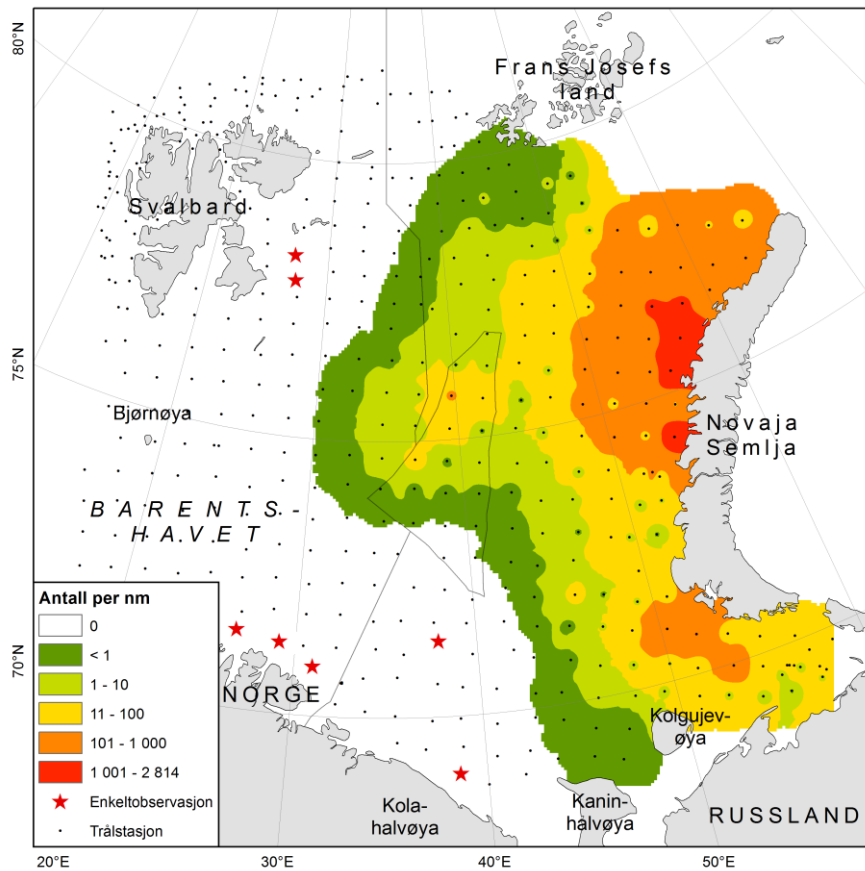 80°N
Frans Josefs
land
Svalbard
75°N
Bjørnøya
Novaja
Semlja
BARENTS-
HAVET
Antall per nm
0
< 1
1 - 10
11 - 100
101 - 1 000
1 001 - 2 814
Enkeltobservasjon
Trålstasjon
70°N
NORGE
Kolgujev-
øya
Kola-
halvøya
Kanin-
halvøya
RUSSLAND
20°E
30°E
40°E
50°E